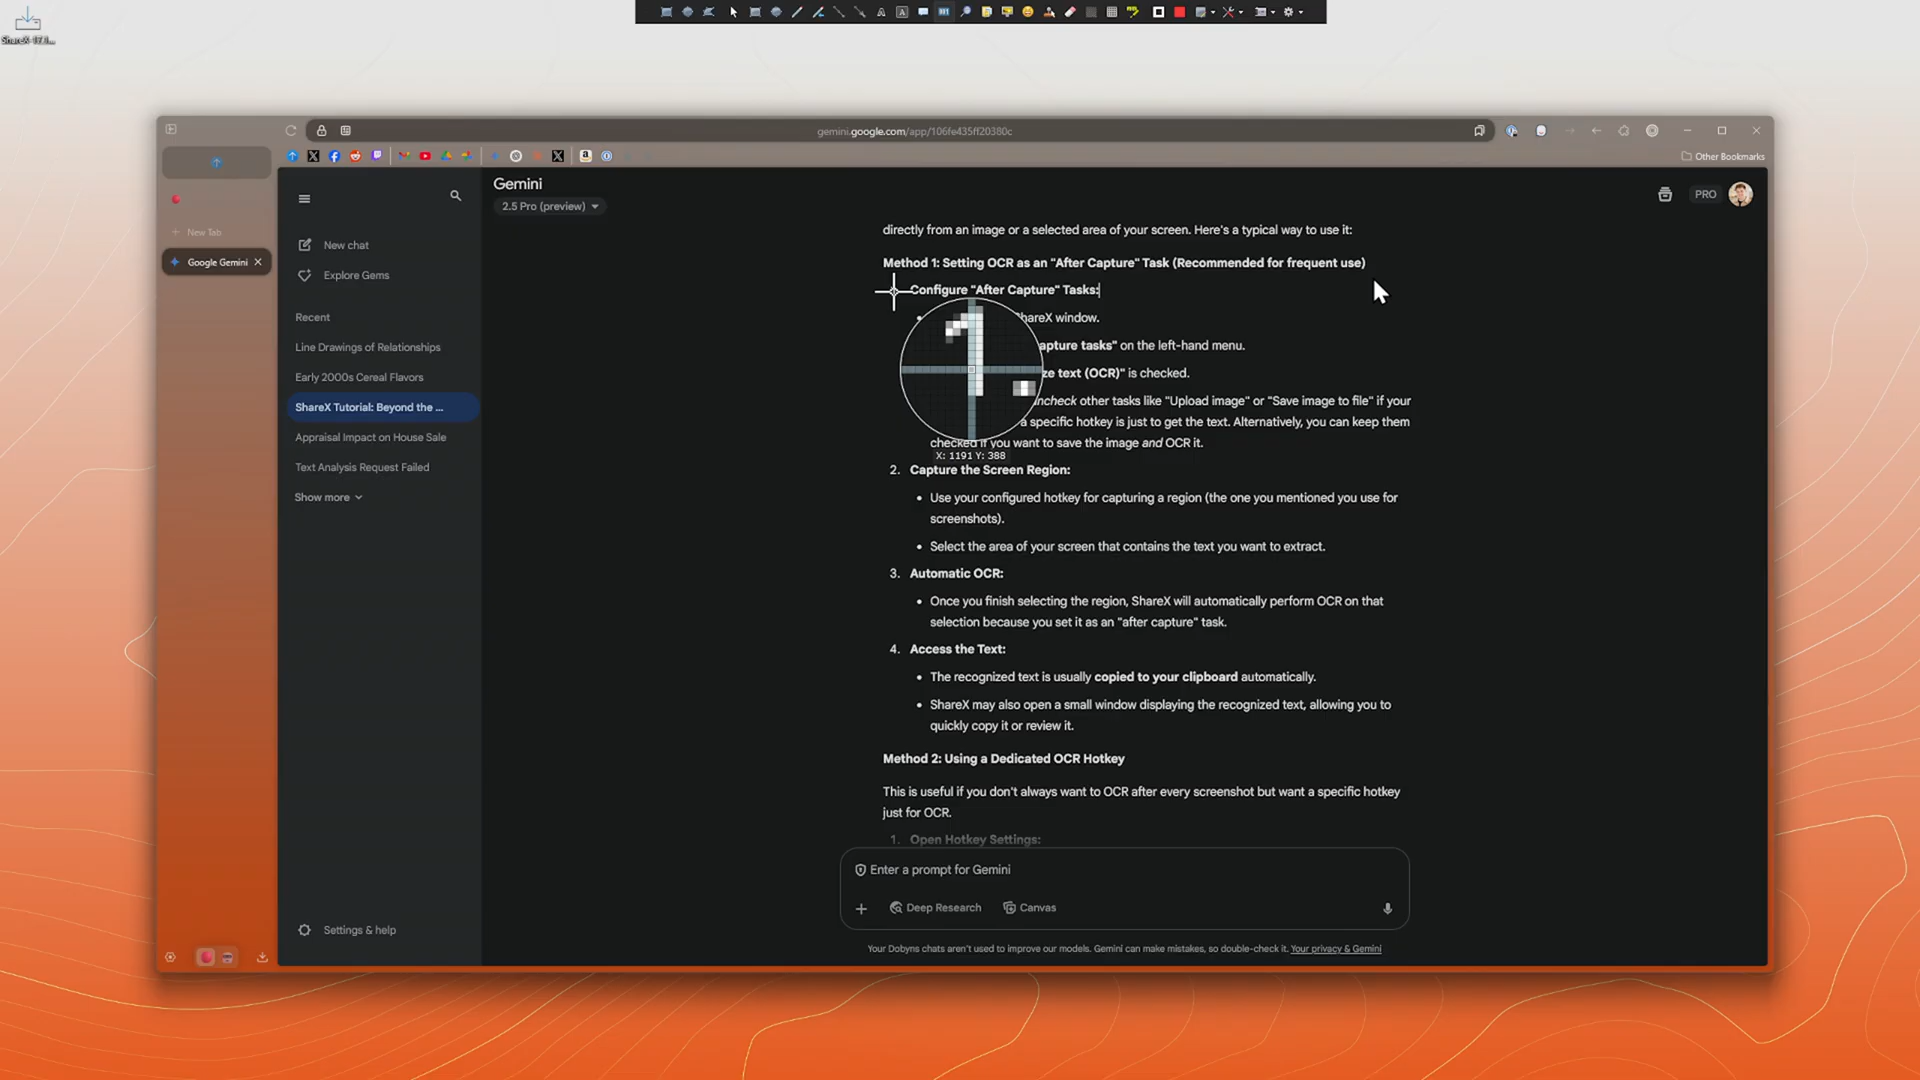 ShareX-17.1...
gemini.google.com/app/106fe435ff20380c
Other Bookmarks
New Tab
Google Gemini
Gemini
2.5 Pro (preview)
PRO
New chat
Explore Gems
Recent
Line Drawings of Relationships
Early 2000s Cereal Flavors
ShareX Tutorial: Beyond the ...
Appraisal Impact on House Sale
Text Analysis Request Failed
Show more
Settings & help
directly from an image or a selected area of your screen. Here's a typical way to use it:
Method 1: Setting OCR as an "After Capture" Task (Recommended for frequent use)
Configure "After Capture" Tasks:
ShareX window.
apture tasks" on the left-hand menu.
ze text (OCR)" is checked.
ncheck other tasks like "Upload image" or "Save image to file" if your
a specific hotkey is just to get the text. Alternatively, you can keep them
checked if you want to save the image and OCR it.
X: 1191 Y: 388
2. Capture the Screen Region:
• Use your configured hotkey for capturing a region (the one you mentioned you use for
screenshots).
• Select the area of your screen that contains the text you want to extract.
3. Automatic OCR:
• Once you finish selecting the region, ShareX will automatically perform OCR on that
selection because you set it as an "after capture" task.
4. Access the Text:
• The recognized text is usually copied to your clipboard automatically.
• ShareX may also open a small window displaying the recognized text, allowing you to
quickly copy it or review it.
Method 2: Using a Dedicated OCR Hotkey
This is useful if you don't always want to OCR after every screenshot but want a specific hotkey
just for OCR.
1. Open Hotkey Settings:
Enter a prompt for Gemini
Deep Research
Canvas
Your Dobyns chats aren't used to improve our models. Gemini can make mistakes, so double-check it. Your privacy & Gemini